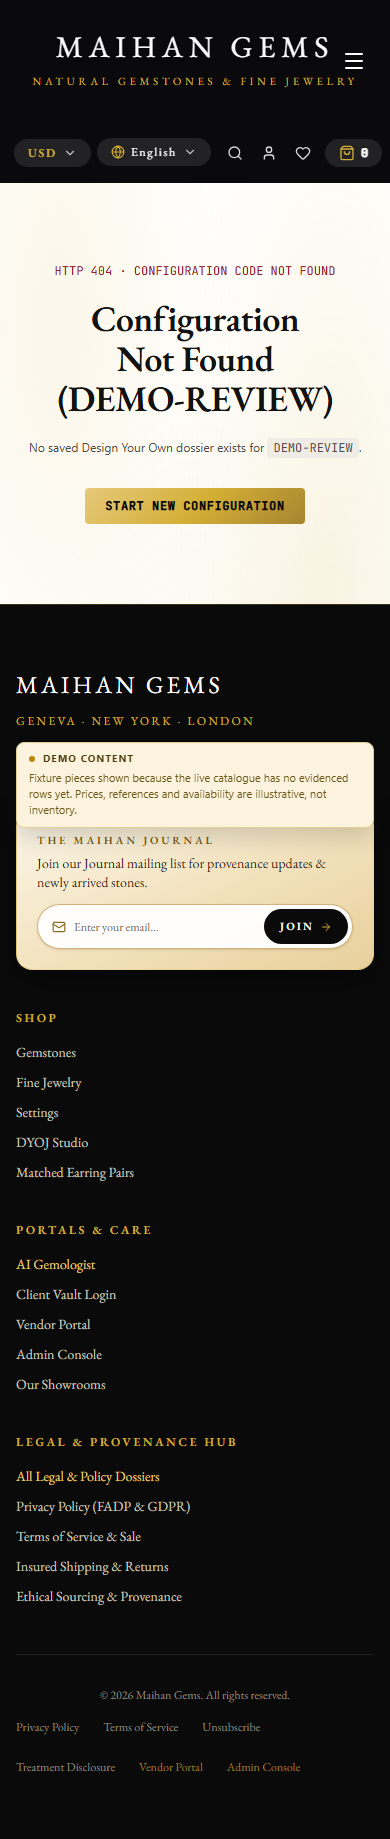 MAIHAN GEMS
NATURAL GEMSTONES & FINE JEWELRY
USD
English
0
HTTP 404 · CONFIGURATION CODE NOT FOUND
Configuration
Not Found
(DEMO-REVIEW)
No saved Design Your Own dossier exists for DEMO-REVIEW.
START NEW CONFIGURATION
MAIHAN GEMS
GENEVA · NEW YORK · LONDON
DEMO CONTENT
Fixture pieces shown because the live catalogue has no evidenced
rows yet. Prices, references and availability are illustrative, not
inventory.
THE MAIHAN JOURNAL
Join our Journal mailing list for provenance updates &
newly arrived stones.
Enter your email...
JOIN →
SHOP
Gemstones
Fine Jewelry
Settings
DYOJ Studio
Matched Earring Pairs
PORTALS & CARE
AI Gemologist
Client Vault Login
Vendor Portal
Admin Console
Our Showrooms
LEGAL & PROVENANCE HUB
All Legal & Policy Dossiers
Privacy Policy (FADP & GDPR)
Terms of Service & Sale
Insured Shipping & Returns
Ethical Sourcing & Provenance
© 2026 Maihan Gems. All rights reserved.
Privacy Policy Terms of Service Unsubscribe
Treatment Disclosure Vendor Portal Admin Console